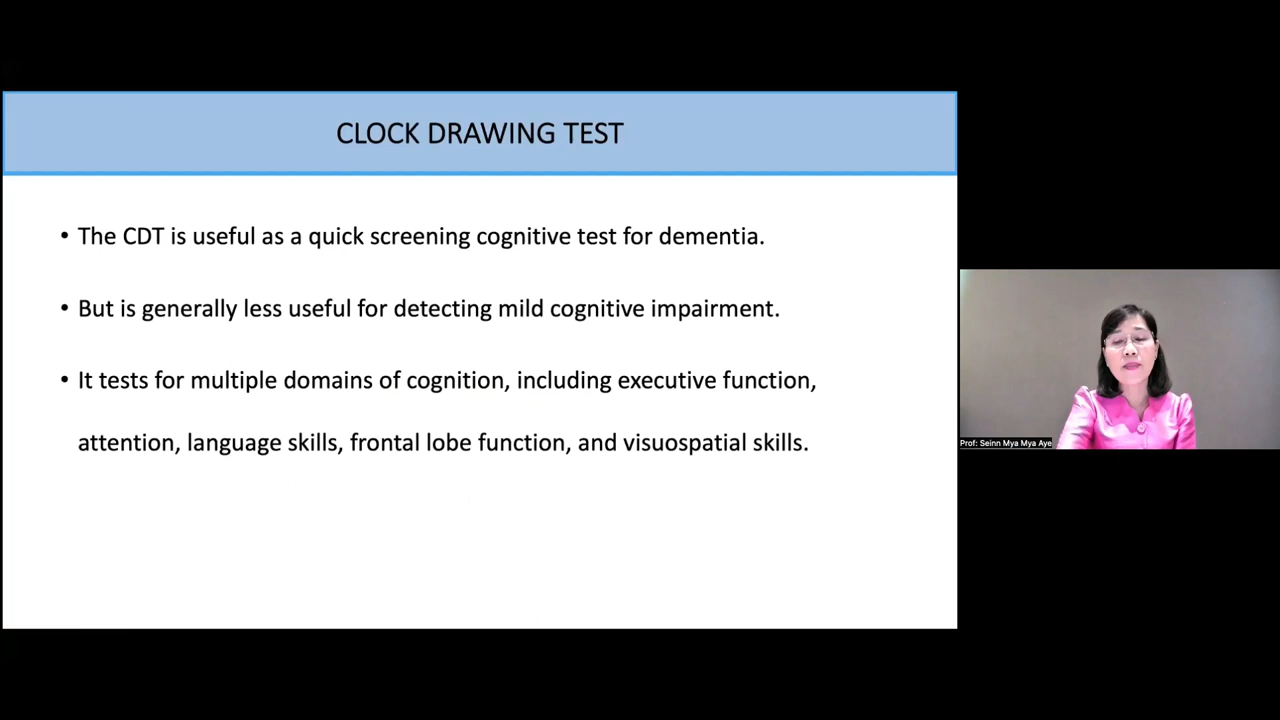 CLOCK DRAWING TEST
• The CDT is useful as a quick screening cognitive test for dementia.
• But is generally less useful for detecting mild cognitive impairment.
• It tests for multiple domains of cognition, including executive function,
attention, language skills, frontal lobe function, and visuospatial skills.
Prof: Seinn Mya Mya Aye